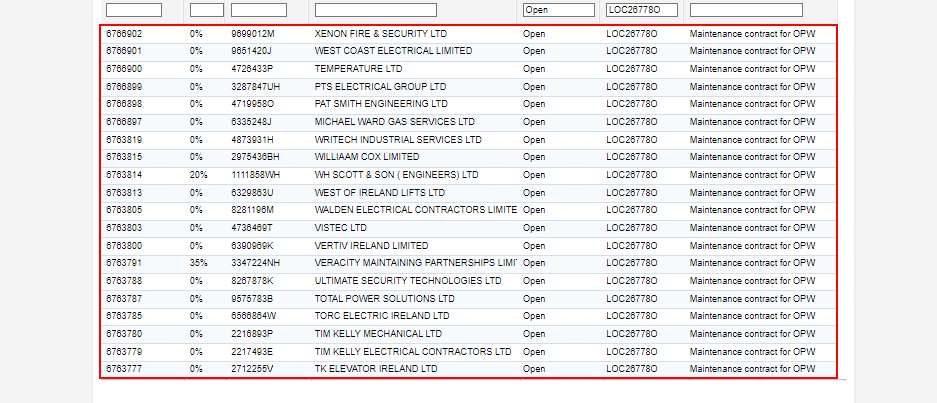 Open LOC26778O
6766902 0% 9699012M XENON FIRE & SECURITY LTD Open LOC26778O Maintenance contract for OPW
6766901 0% 9651420J WEST COAST ELECTRICAL LIMITED Open LOC26778O Maintenance contract for OPW
6766900 0% 4726433P TEMPERATURE LTD Open LOC26778O Maintenance contract for OPW
6766899 0% 3287847UH PTS ELECTRICAL GROUP LTD Open LOC26778O Maintenance contract for OPW
6766898 0% 4719958O PAT SMITH ENGINEERING LTD Open LOC26778O Maintenance contract for OPW
6766897 0% 6335248J MICHAEL WARD GAS SERVICES LTD Open LOC26778O Maintenance contract for OPW
6763819 0% 4873931H WRITECH INDUSTRIAL SERVICES LTD Open LOC26778O Maintenance contract for OPW
6763815 0% 2975436BH WILLIAAM COX LIMITED Open LOC26778O Maintenance contract for OPW
6763814 20% 1111858WH WH SCOTT & SON ( ENGINEERS) LTD Open LOC26778O Maintenance contract for OPW
6763813 0% 6329863U WEST OF IRELAND LIFTS LTD Open LOC26778O Maintenance contract for OPW
6763805 0% 8281196M WALDEN ELECTRICAL CONTRACTORS LIMITE Open LOC26778O Maintenance contract for OPW
6763803 0% 4736469T VISTEC LTD Open LOC26778O Maintenance contract for OPW
6763800 0% 6390969K VERTIV IRELAND LIMITED Open LOC26778O Maintenance contract for OPW
6763791 35% 3347224NH VERACITY MAINTAINING PARTNERSHIPS LIMI Open LOC26778O Maintenance contract for OPW
6763788 0% 8267878K ULTIMATE SECURITY TECHNOLOGIES LTD Open LOC26778O Maintenance contract for OPW
6763787 0% 9575783B TOTAL POWER SOLUTIONS LTD Open LOC26778O Maintenance contract for OPW
6763785 0% 6566864W TORC ELECTRIC IRELAND LTD Open LOC26778O Maintenance contract for OPW
6763780 0% 2216893P TIM KELLY MECHANICAL LTD Open LOC26778O Maintenance contract for OPW
6763779 0% 2217493E TIM KELLY ELECTRICAL CONTRACTORS LTD Open LOC26778O Maintenance contract for OPW
6763777 0% 2712255V TK ELEVATOR IRELAND LTD Open LOC26778O Maintenance contract for OPW